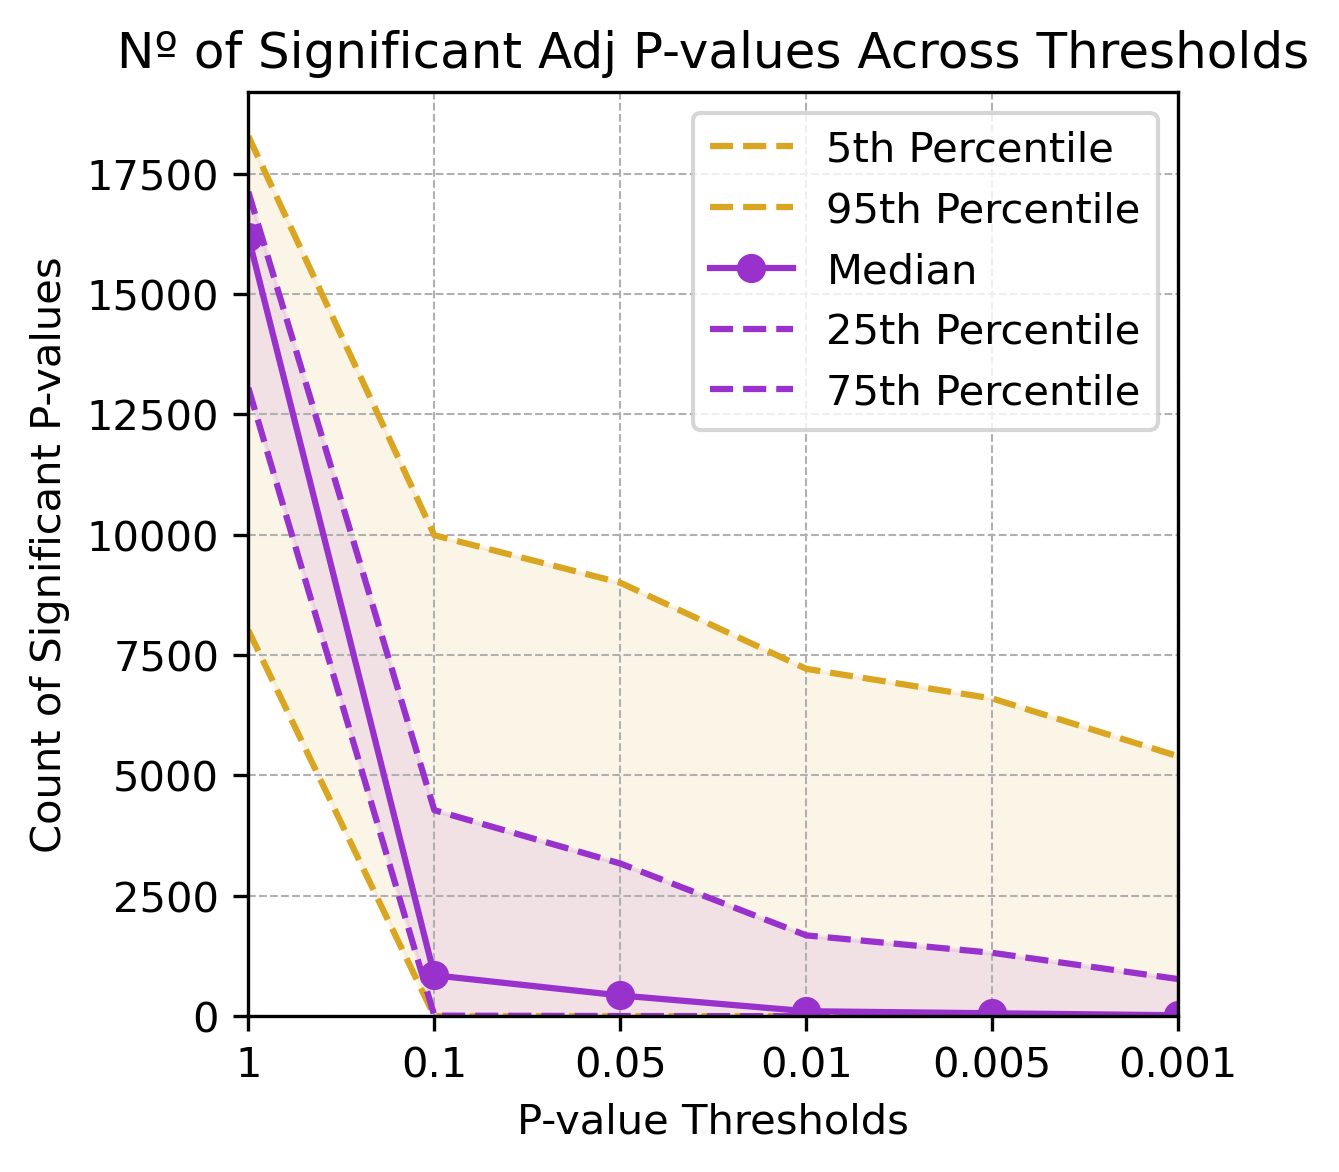 Nº of Significant Adj P-values Across Thresholds
5th Percentile
95th Percentile
Median
25th Percentile
75th Percentile
Count of Significant P-values
17500
15000
12500
10000
7500
5000
2500
0
1 0.1 0.05 0.01 0.005 0.001
P-value Thresholds